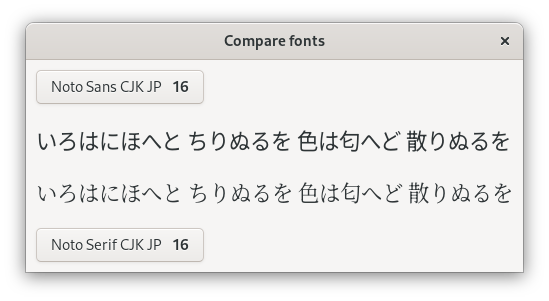 Compare fonts ×
Noto Sans CJK JP 16
いろはにほへと ちりぬるを 色は匂へど 散りぬるを
いろはにほへと ちりぬるを 色は匂へど 散りぬるを
Noto Serif CJK JP 16